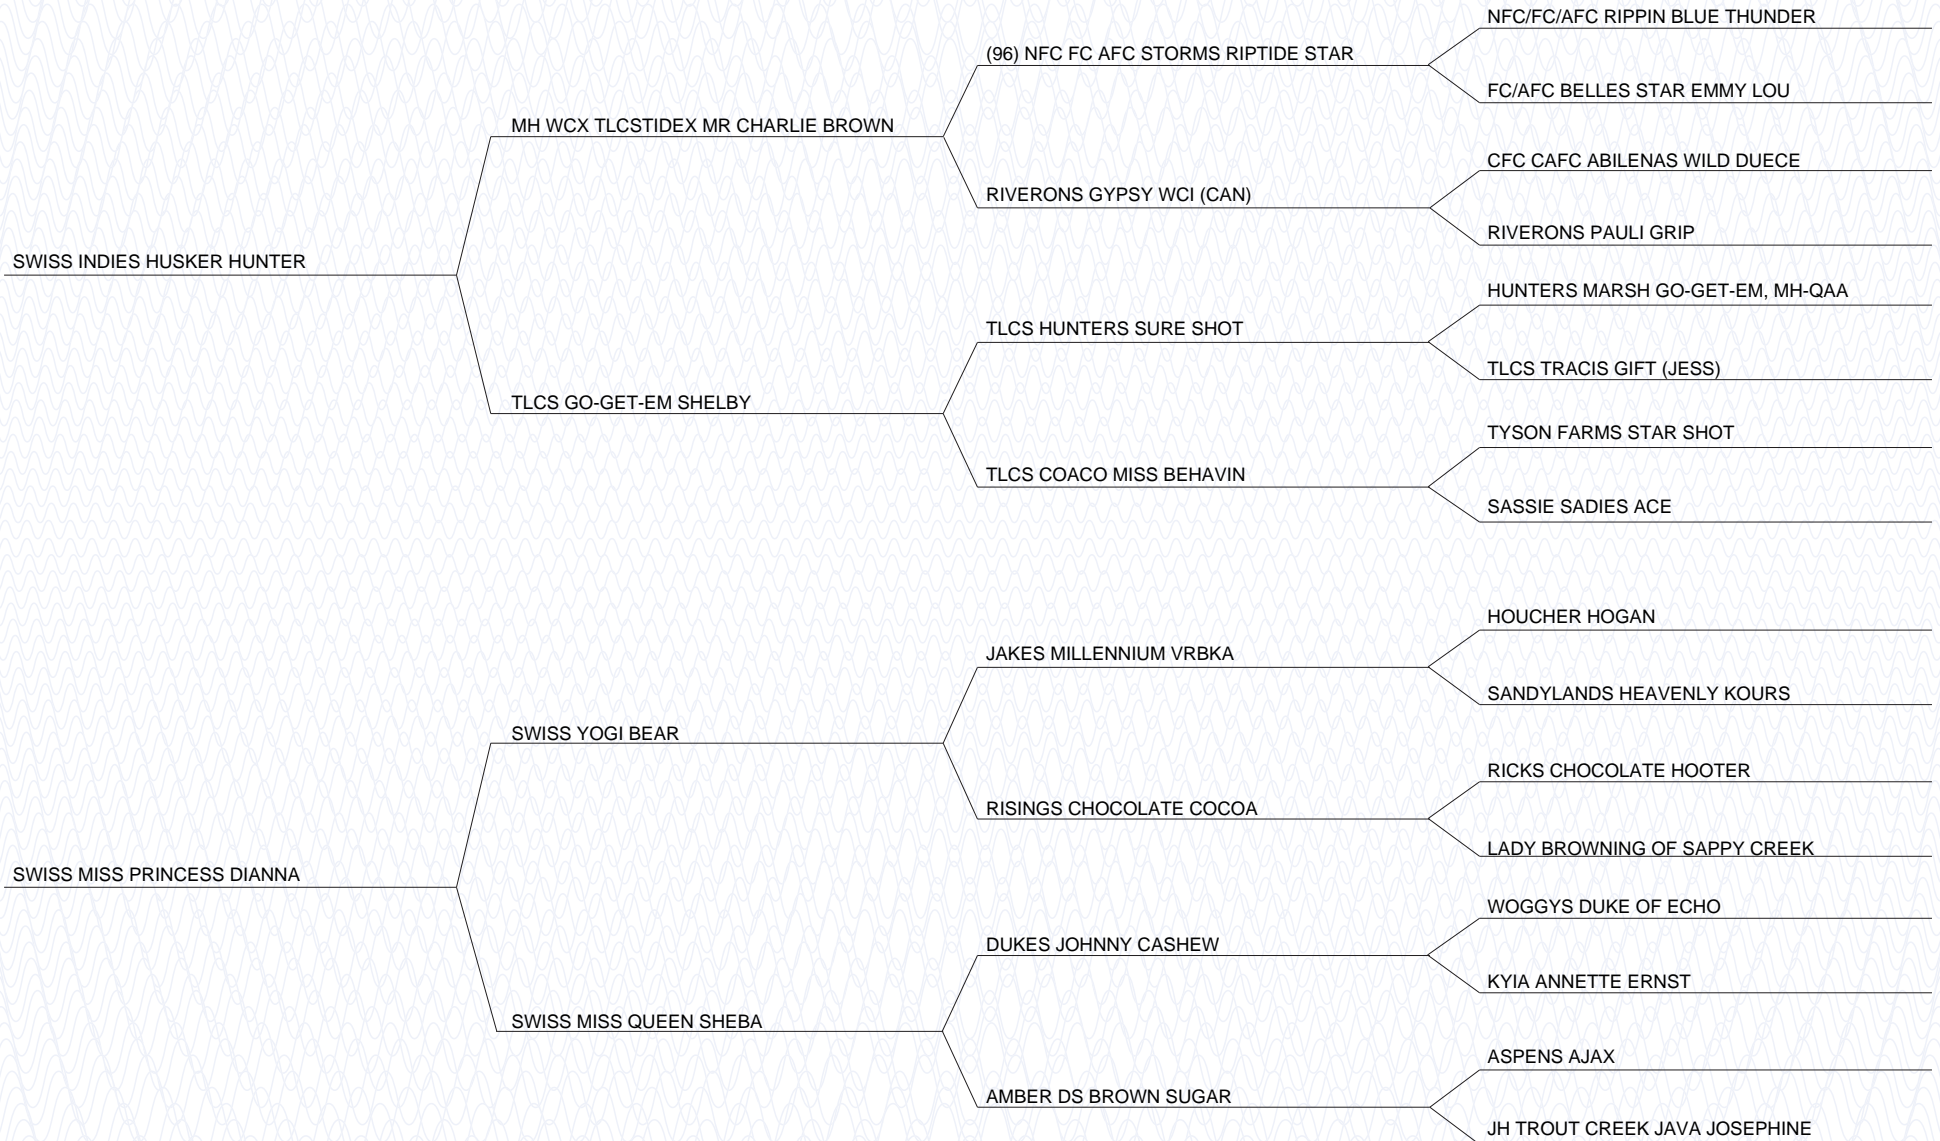 NFC/FC/AFC RIPPIN BLUE THUNDER
(96) NFC FC AFC STORMS RIPTIDE STAR
FC/AFC BELLES STAR EMMY LOU
MH WCX TLCSTIDEX MR CHARLIE BROWN
CFC CAFC ABILENAS WILD DUECE
RIVERONS GYPSY WCI (CAN)
RIVERONS PAULI GRIP
SWISS INDIES HUSKER HUNTER
HUNTERS MARSH GO-GET-EM, MH-QAA
TLCS HUNTERS SURE SHOT
TLCS TRACIS GIFT (JESS)
TLCS GO-GET-EM SHELBY
TYSON FARMS STAR SHOT
TLCS COACO MISS BEHAVIN
SASSIE SADIES ACE
HOUCHER HOGAN
JAKES MILLENNIUM VRBKA
SANDYLANDS HEAVENLY KOURS
SWISS YOGI BEAR
RICKS CHOCOLATE HOOTER
RISINGS CHOCOLATE COCOA
LADY BROWNING OF SAPPY CREEK
SWISS MISS PRINCESS DIANNA
WOGGYS DUKE OF ECHO
DUKES JOHNNY CASHEW
KYIA ANNETTE ERNST
SWISS MISS QUEEN SHEBA
ASPENS AJAX
AMBER DS BROWN SUGAR
JH TROUT CREEK JAVA JOSEPHINE